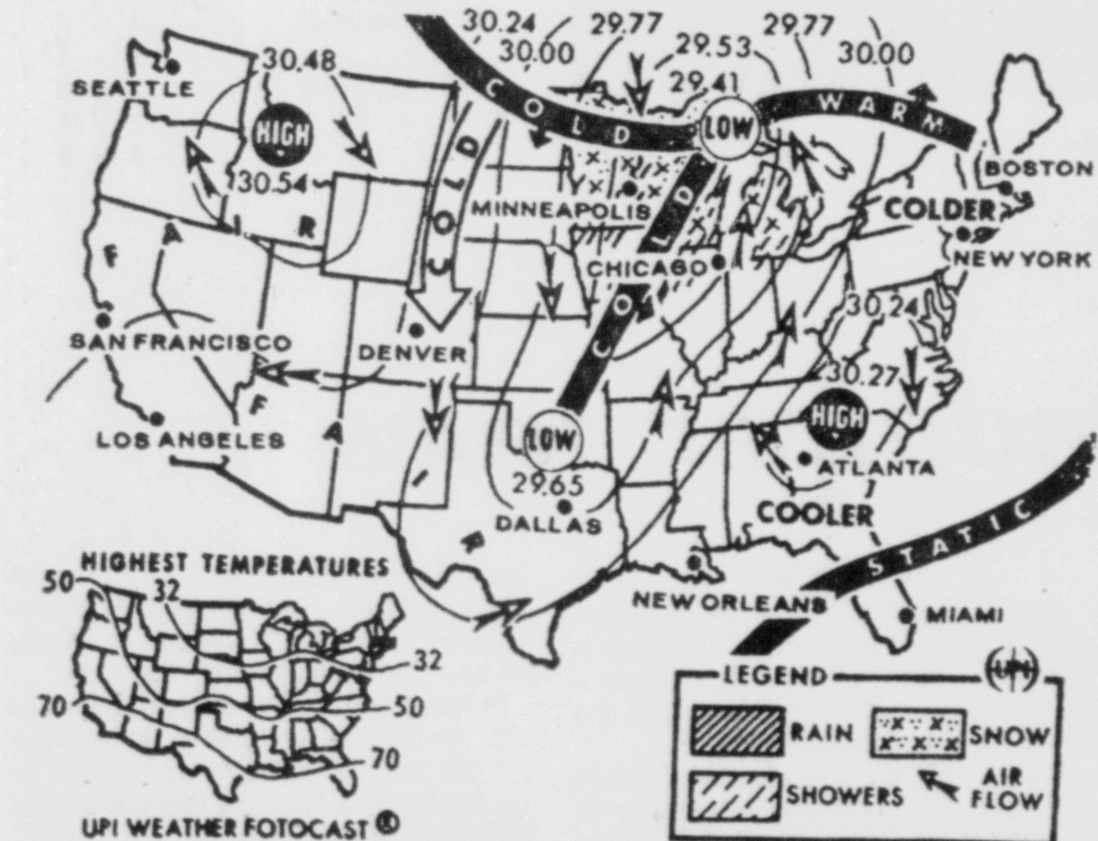 30.24 29.77 29.53 29.77 30.00
30.00
29.41
30.48
SEATTLE
COLD
LOW
WARM
HIGH
30.54
COLD
BOSTON
MINNEAPOLIS
COLDER
FAIR
COLD
CHICAGO
NEW YORK
30.24
SAN FRANCISCO
DENVER
30.27
HIGH
FAIR
LOS ANGELES
LOW
ATLANTA
29.65
DALLAS
COOLER
STATIC
NEW ORLEANS
MIAMI
HIGHEST TEMPERATURES
50 32
32
70 50
70
UPI WEATHER FOTOCAST ®
LEGEND
UPI
RAIN
SNOW
SHOWERS
AIR
FLOW